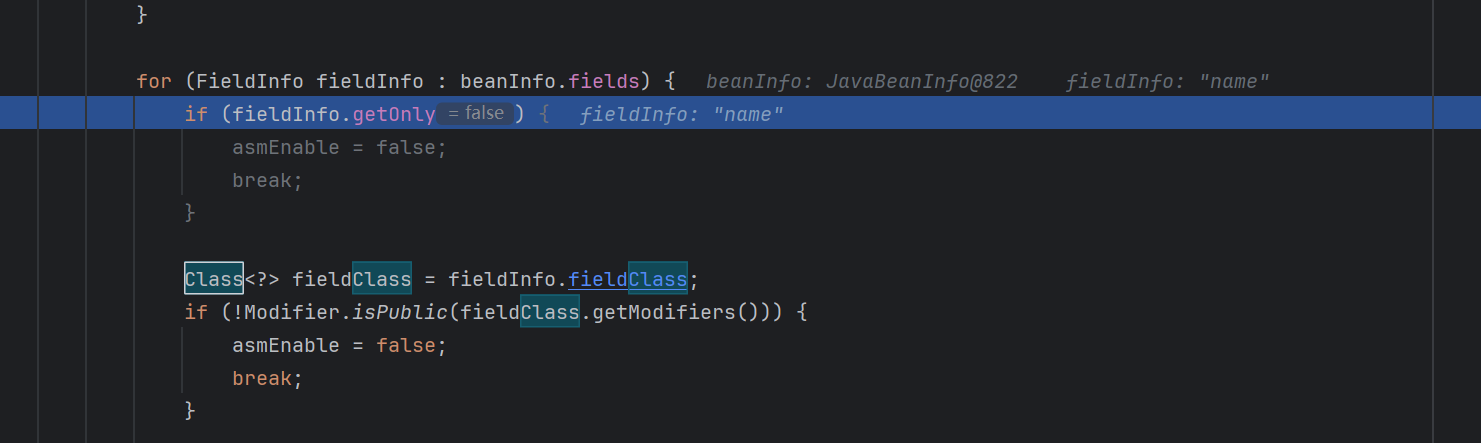 }
for (FieldInfo fieldInfo : beanInfo.fields) {   beanInfo: JavaBeanInfo@822    fieldInfo: "name"
if (fieldInfo.getOnly = false ) {   fieldInfo: "name"
asmEnable = false;
break;
}
Class<?> fieldClass = fieldInfo.fieldClass;
if (!Modifier.isPublic(fieldClass.getModifiers())) {
asmEnable = false;
break;
}